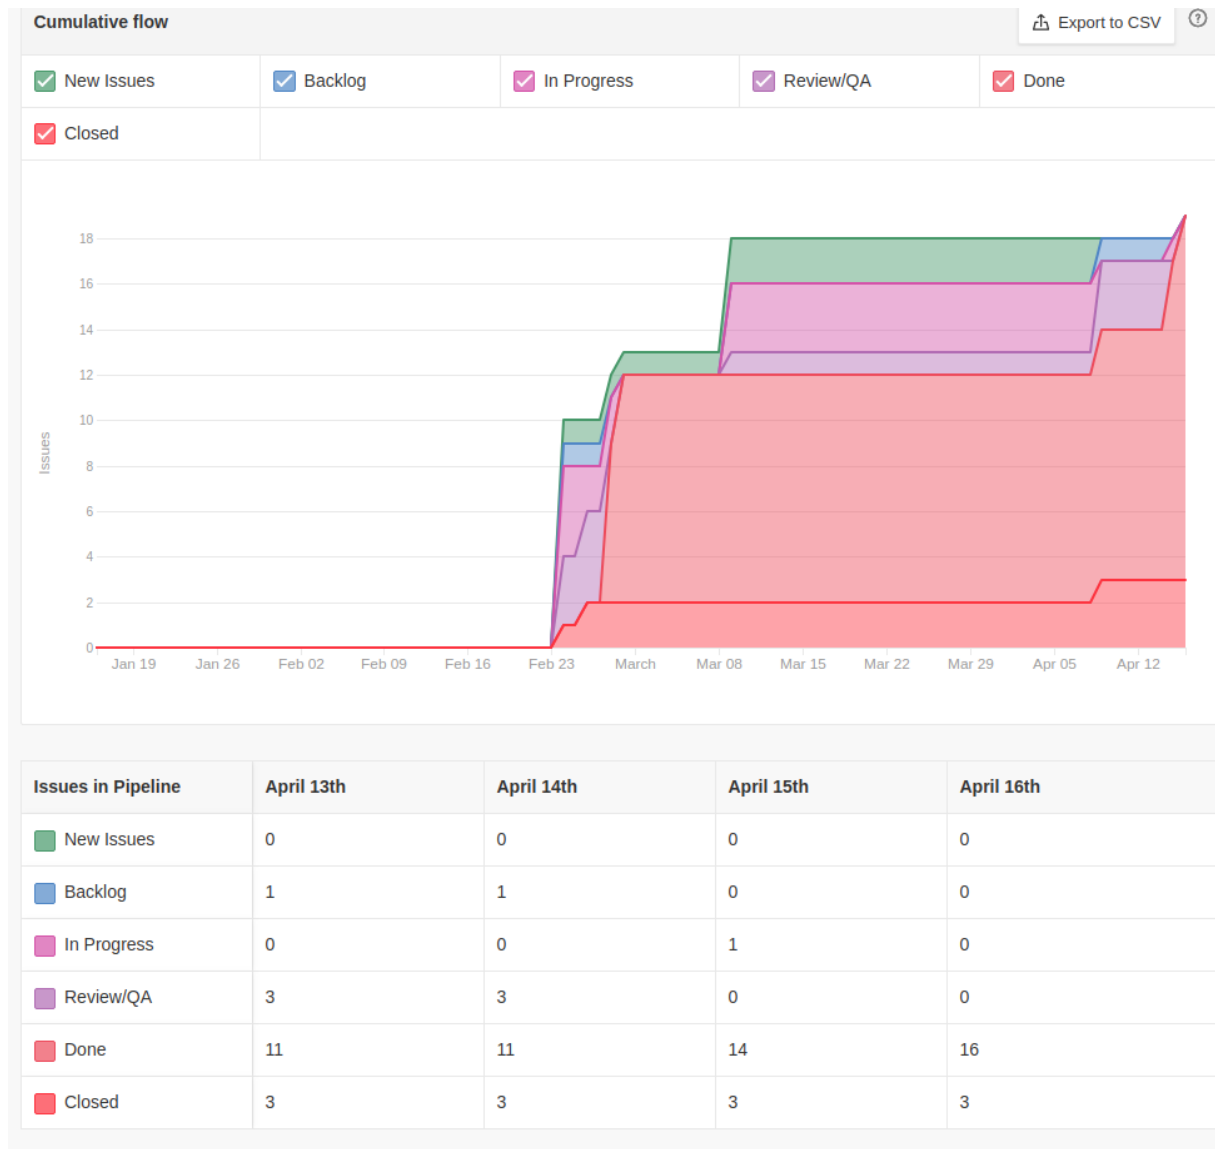 Cumulative flow
Export to CSV
?
New Issues
Backlog
In Progress
Review/QA
Done
Closed
18
16
14
12
10
8
6
4
2
0
Issues
Jan 19 Jan 26 Feb 02 Feb 09 Feb 16 Feb 23 March Mar 08 Mar 15 Mar 22 Mar 29 Apr 05 Apr 12
Issues in Pipeline April 13th April 14th April 15th April 16th
New Issues 0 0 0 0
Backlog 1 1 0 0
In Progress 0 0 1 0
Review/QA 3 3 0 0
Done 11 11 14 16
Closed 3 3 3 3